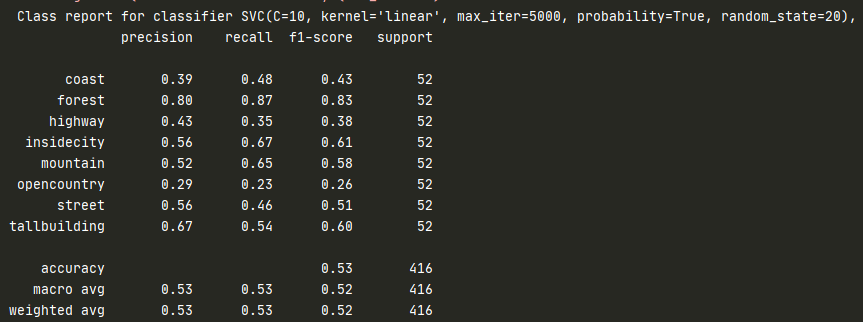 Class report for classifier SVC(C=10, kernel='linear', max_iter=5000, probability=True, random_state=20),
precision recall f1-score support
coast 0.39 0.48 0.43 52
forest 0.80 0.87 0.83 52
highway 0.43 0.35 0.38 52
insidecity 0.56 0.67 0.61 52
mountain 0.52 0.65 0.58 52
opencountry 0.29 0.23 0.26 52
street 0.56 0.46 0.51 52
tallbuilding 0.67 0.54 0.60 52
accuracy 0.53 416
macro avg 0.53 0.53 0.52 416
weighted avg 0.53 0.53 0.52 416